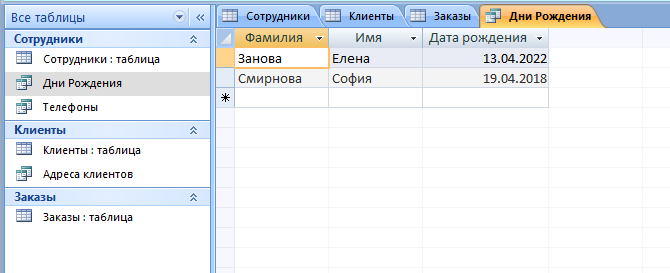 Все таблицы
Сотрудники
Сотрудники : таблица
Дни Рождения
Телефоны
Клиенты
Клиенты : таблица
Адреса клиентов
Заказы
Заказы : таблица
Сотрудники Клиенты Заказы Дни Рождения
Фамилия Имя Дата рождения
Занова Елена 13.04.2022
Смирнова София 19.04.2018